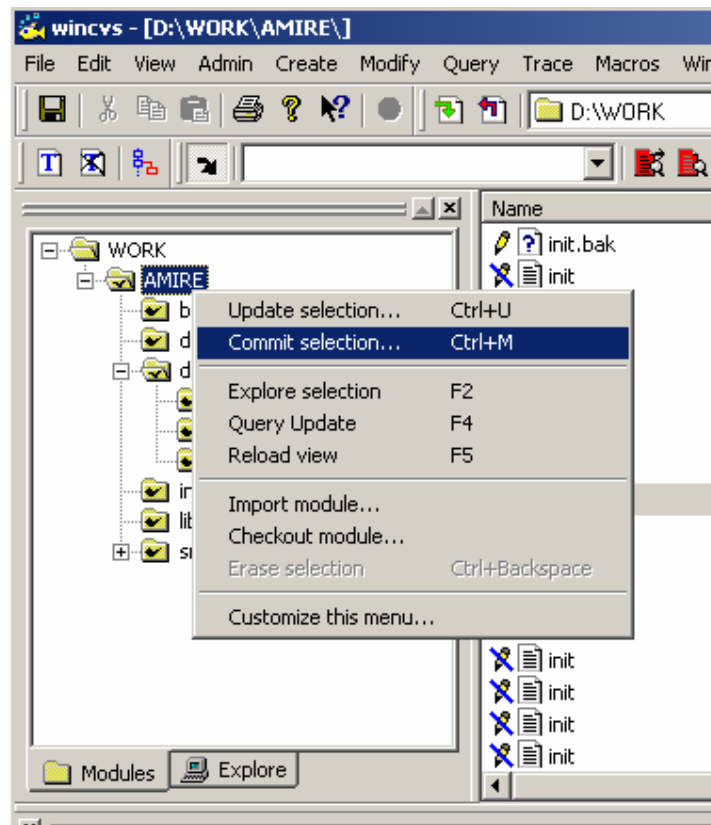 wincvs - [D:\WORK\AMIRE\]
File Edit View Admin Create Modify Query Trace Macros
D:\WORK
Name
WORK
init.bak
AMIRE
init
Update selection... Ctrl+U
Commit selection... Ctrl+M
Explore selection F2
Query Update F4
Reload view F5
Import module...
Checkout module...
Erase selection Ctrl+Backspace
Customize this menu...
init
init
init
init
Modules Explore